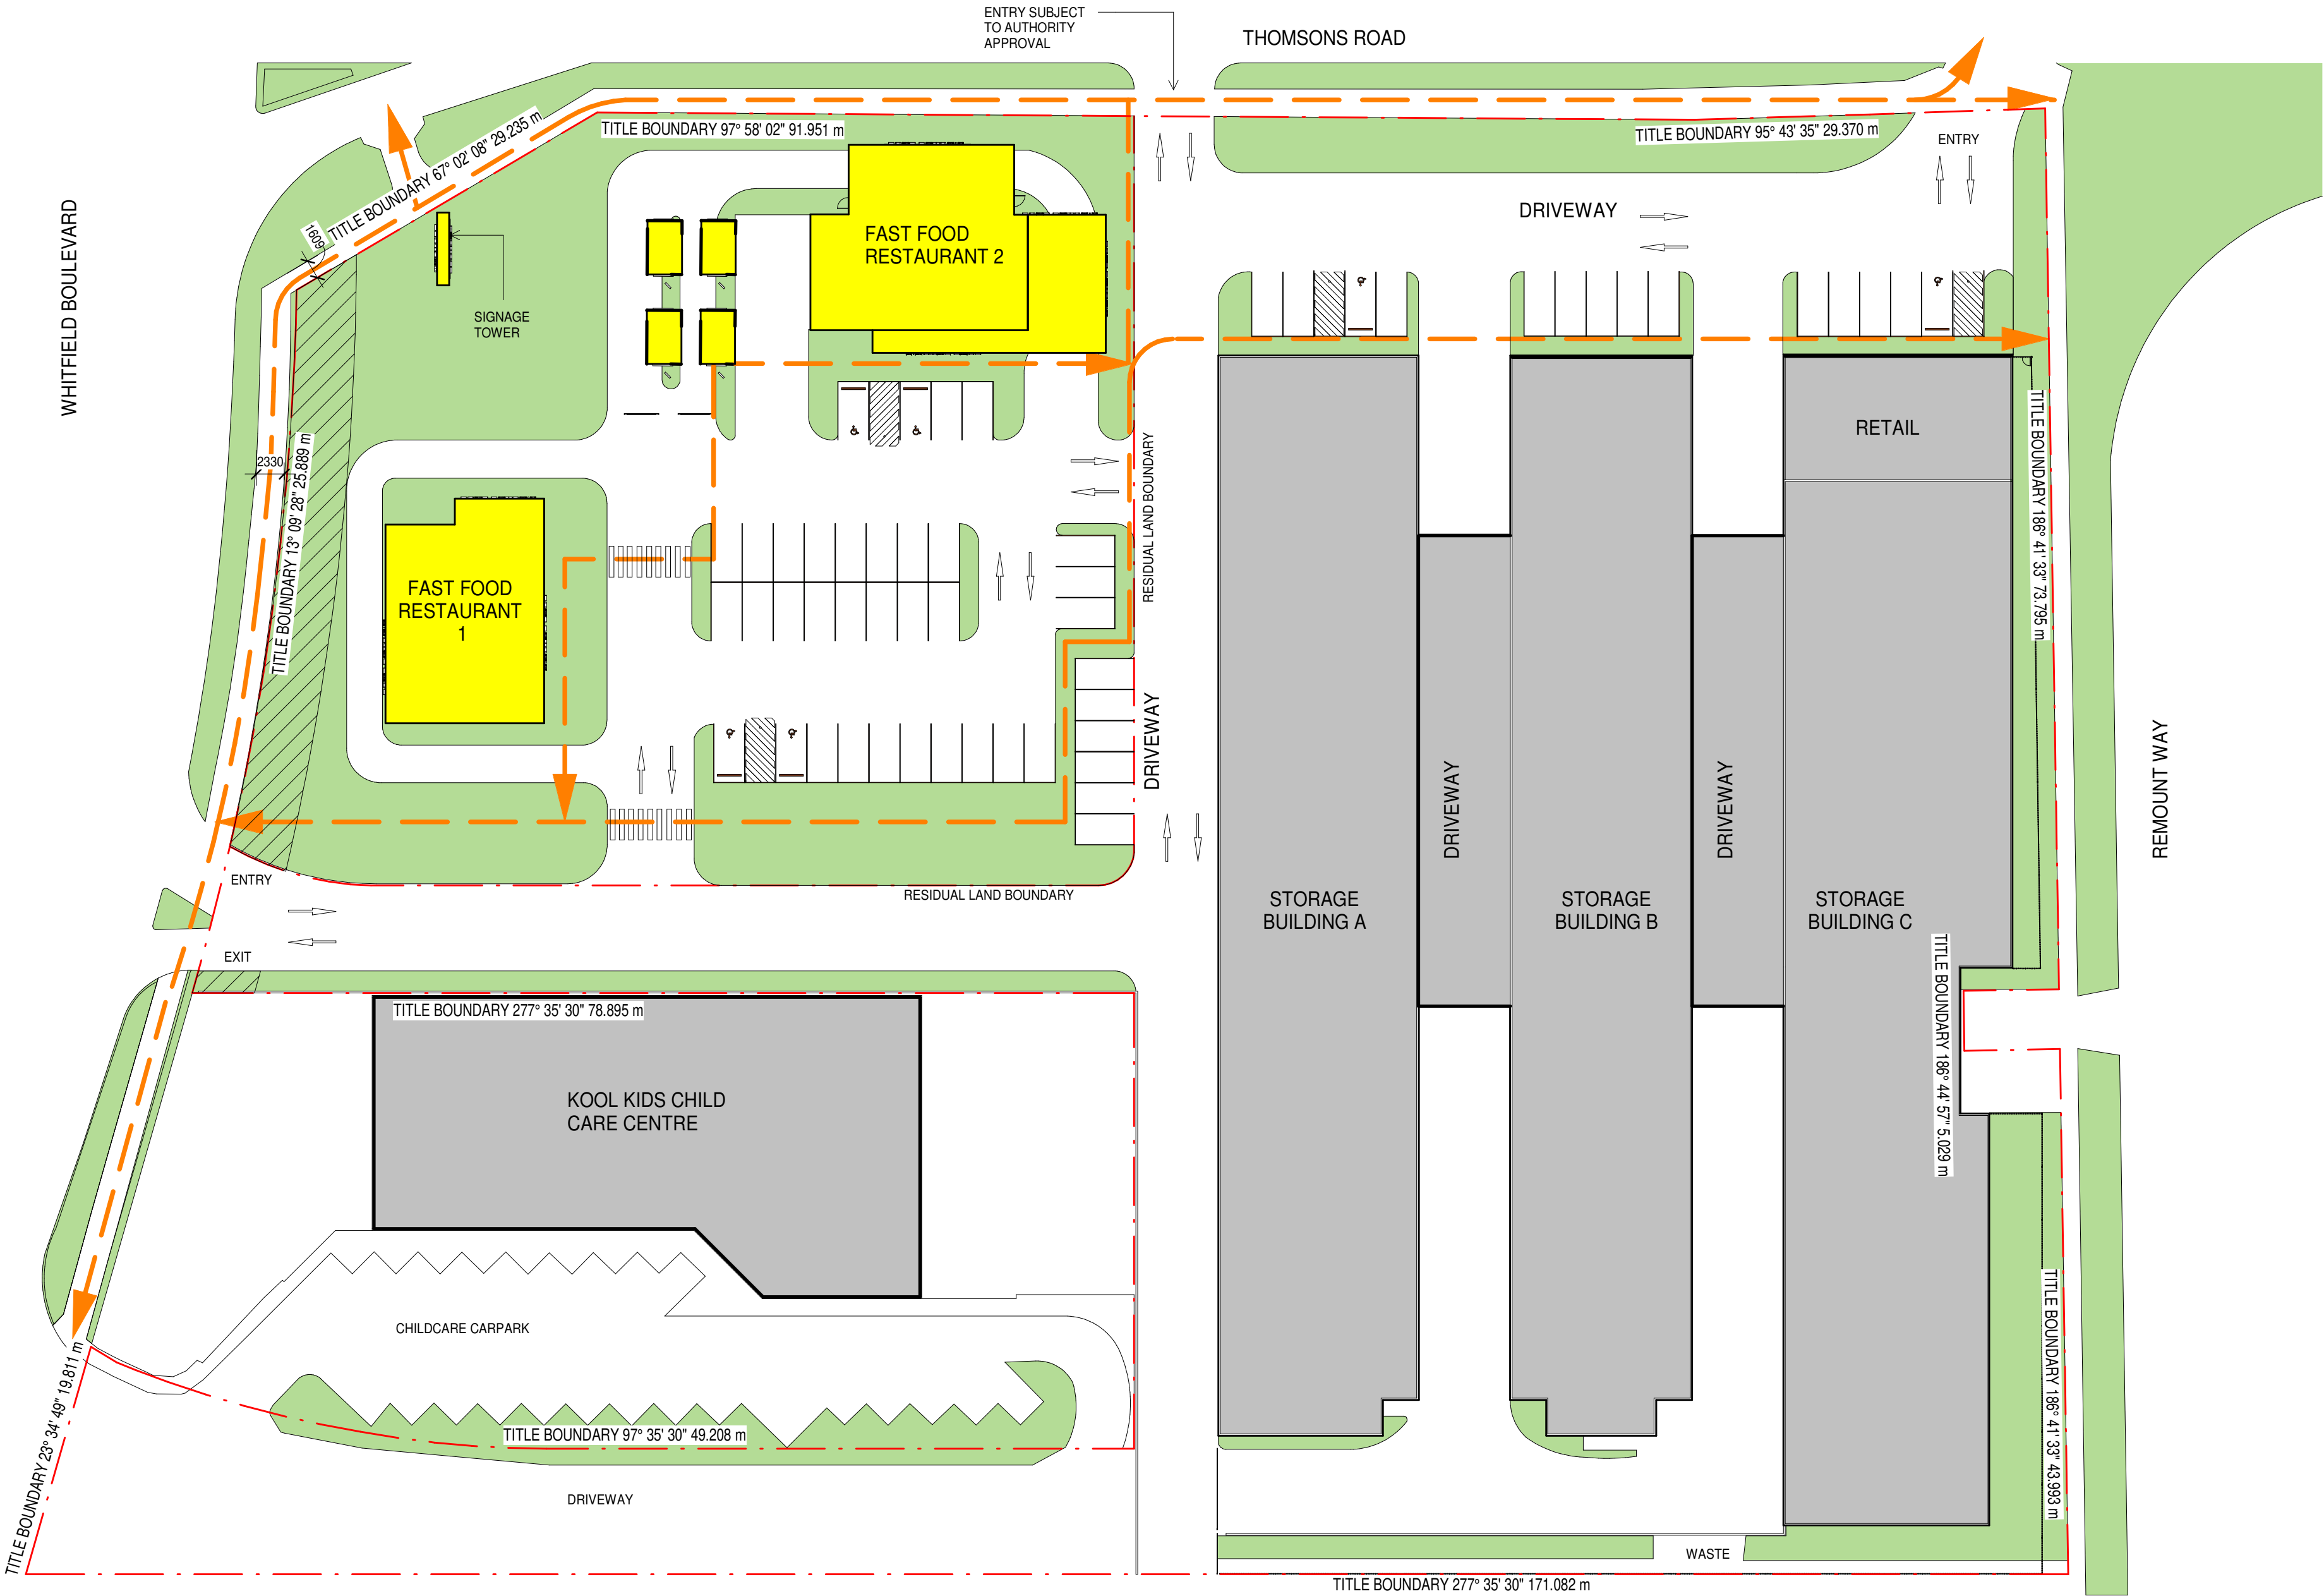 ENTRY SUBJECT
TO AUTHORITY
APPROVAL
THOMSONS ROAD
TITLE BOUNDARY 67° 02' 08" 29.235 m
TITLE BOUNDARY 97° 58' 02" 91.951 m
TITLE BOUNDARY 95° 43' 35" 29.370 m
ENTRY
WHITFIELD BOULEVARD
1609
DRIVEWAY
FAST FOOD
RESTAURANT 2
SIGNAGE
TOWER
2330
TITLE BOUNDARY 13° 09' 28" 25.889 m
RESIDUAL LAND BOUNDARY
RETAIL
TITLE BOUNDARY 186° 41' 33" 73.795 m
FAST FOOD
RESTAURANT
1
DRIVEWAY
DRIVEWAY
DRIVEWAY
REMOUNT WAY
ENTRY
RESIDUAL LAND BOUNDARY
STORAGE
BUILDING A
STORAGE
BUILDING B
STORAGE
BUILDING C
EXIT
TITLE BOUNDARY 277° 35' 30" 78.895 m
TITLE BOUNDARY 186° 44' 57" 5.029 m
KOOL KIDS CHILD
CARE CENTRE
CHILDCARE CARPARK
TITLE BOUNDARY 23° 34' 49" 19.811 m
TITLE BOUNDARY 97° 35' 30" 49.208 m
TITLE BOUNDARY 186° 41' 33" 43.993 m
DRIVEWAY
WASTE
TITLE BOUNDARY 277° 35' 30" 171.082 m